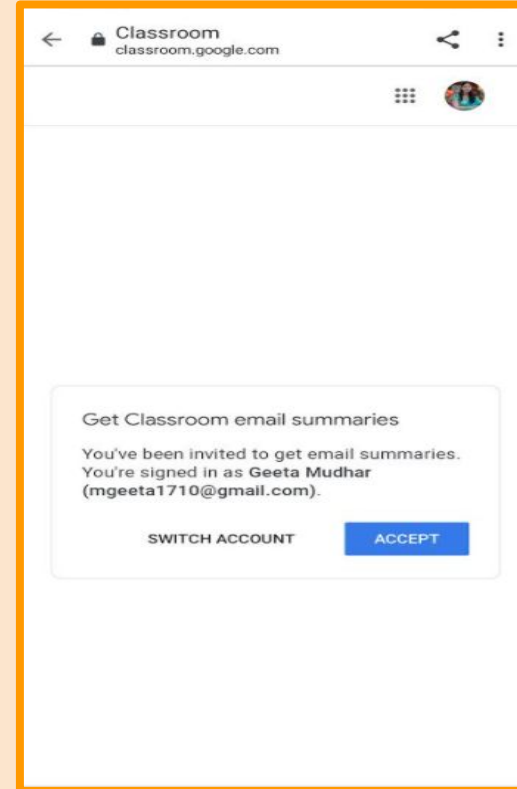 Classroom
classroom.google.com
Get Classroom email summaries
You've been invited to get email summaries.
You're signed in as Geeta Mudhar
(mgeeta1710@gmail.com).
SWITCH ACCOUNT
ACCEPT